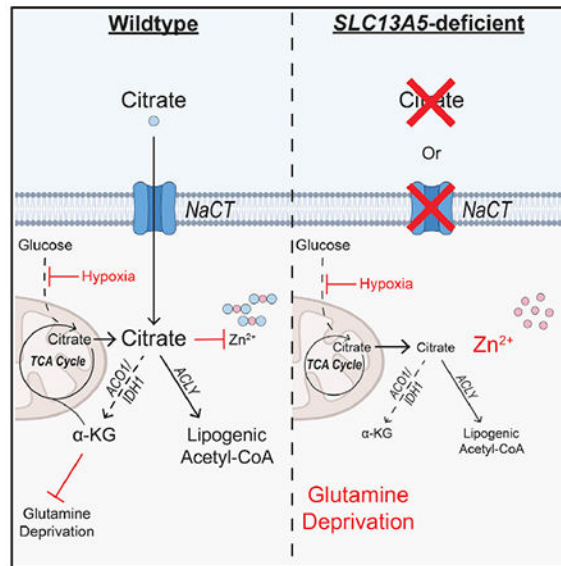 Wildtype
Citrate
NaCT
Glucose
Hypoxia
Citrate
TCA Cycle
Citrate
Zn²⁺
ACO1/
IDH1
ACLY
α-KG
Lipogenic
Acetyl-CoA
Glutamine
Deprivation
SLC13A5-deficient
Citrate
Or
NaCT
Glucose
Hypoxia
Citrate
TCA Cycle
Citrate
Zn²⁺
ACO1/
IDH1
ACLY
α-KG
Lipogenic
Acetyl-CoA
Glutamine
Deprivation